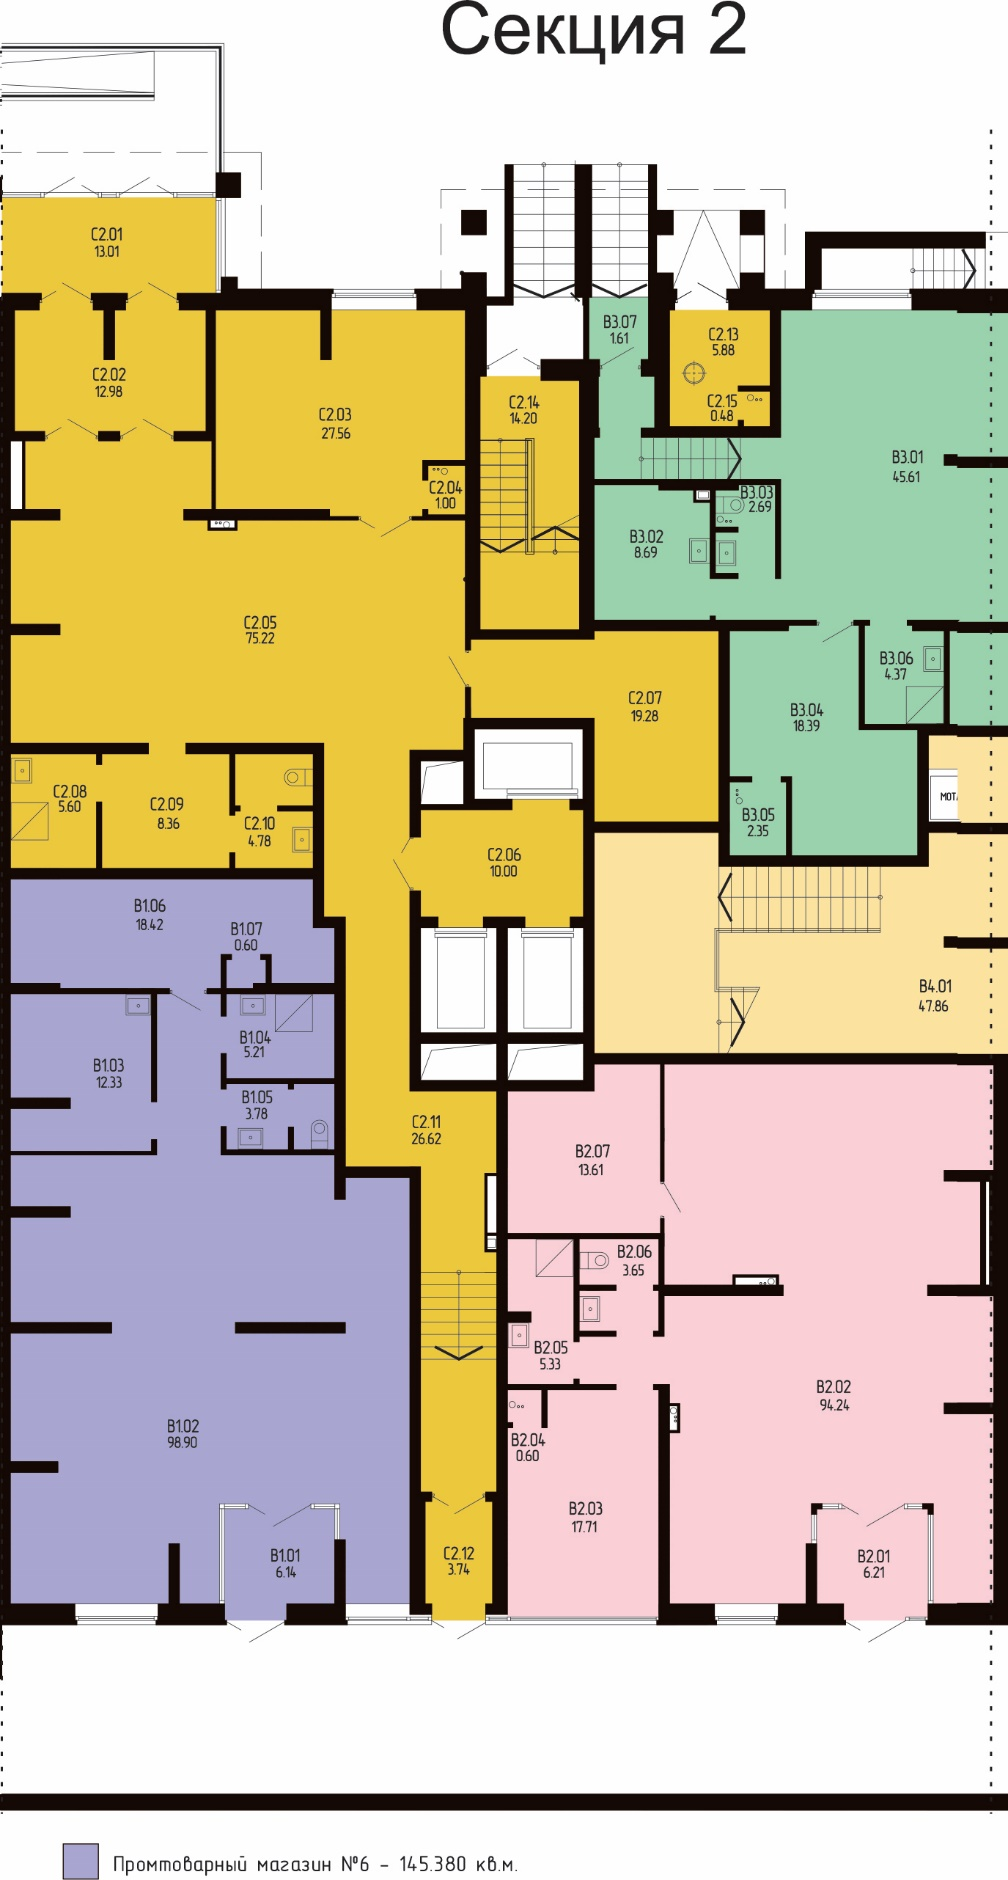 Секция 2
С2.01
13.01
В3.07
1.61
С2.13
5.88
С2.02
12.98
С2.03
27.56
С2.14
14.20
С2.15
0.48
В3.01
45.61
С2.04
1.00
В3.03
2.69
В3.02
8.69
С2.05
75.22
В3.06
4.37
С2.07
19.28
В3.04
18.39
С2.08
5.60
С2.09
8.36
С2.10
4.78
МОТ.
В3.05
2.35
С2.06
10.00
В1.06
18.42
В1.07
0.60
В4.01
47.86
В1.04
5.21
В1.03
12.33
В1.05
3.78
С2.11
26.62
В2.07
13.61
В2.06
3.65
В2.05
5.33
В2.02
94.24
В1.02
98.90
В2.04
0.60
В2.03
17.71
В1.01
6.14
С2.12
3.74
В2.01
6.21
Промтоварный магазин №6 - 145.380 кв.м.